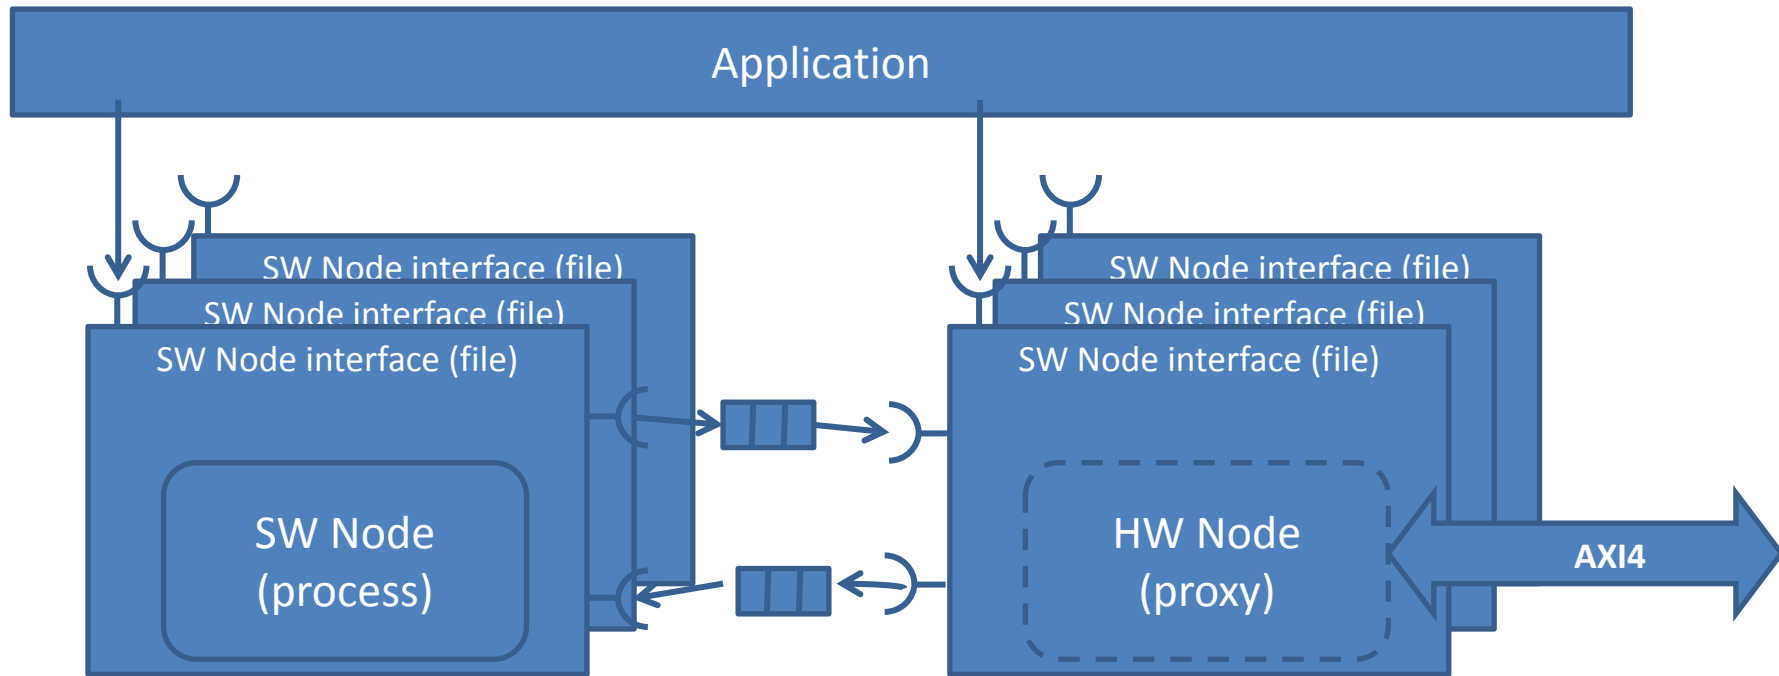 Application
SW Node interface (file)
SW Node interface (file)
SW Node interface (file)
SW Node
(process)
SW Node interface (file)
SW Node interface (file)
SW Node interface (file)
HW Node
(proxy)
AXI4